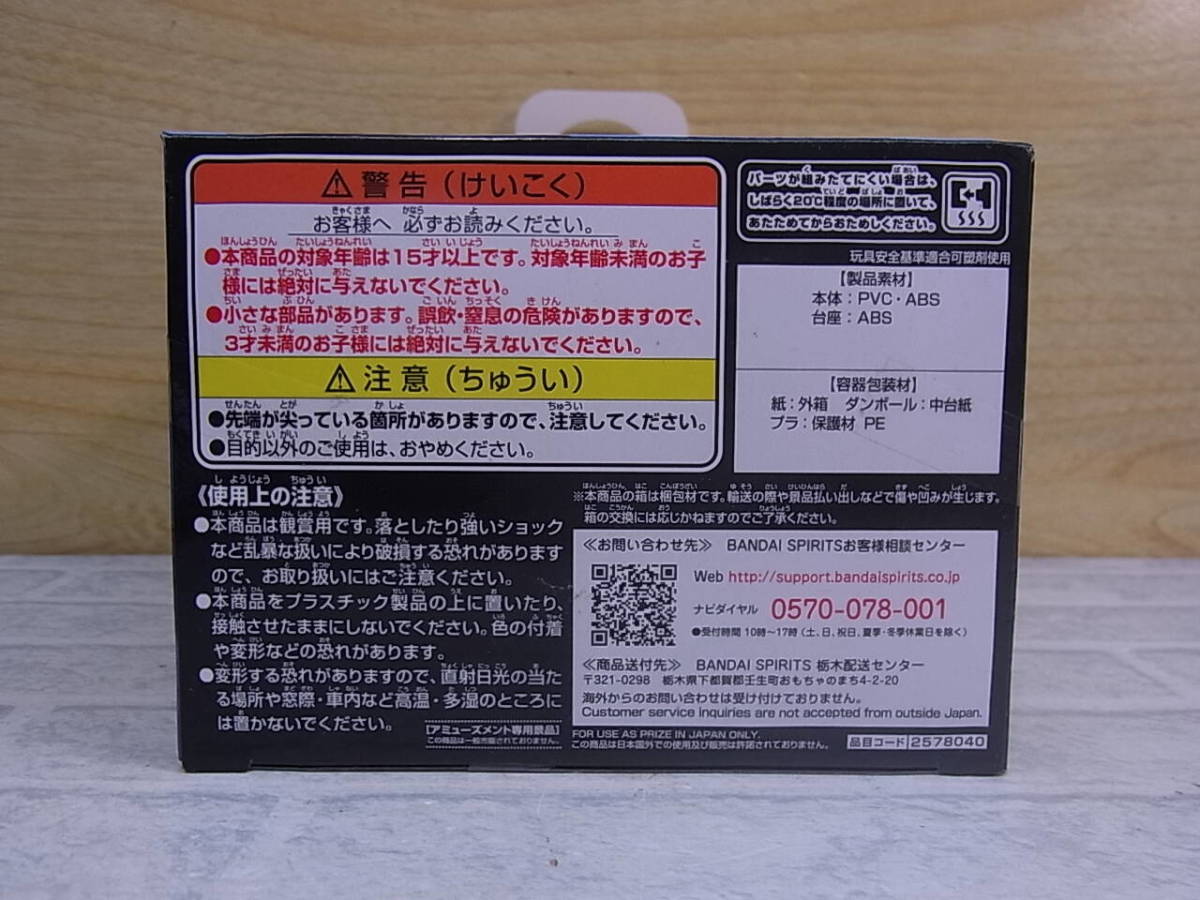 ⚠警告(けいこく)
お客様へ 必ずお読みください。
●本商品の対象年齢は15才以上です。対象年齢未満のお子
様には絶対に与えないでください。
●小さな部品があります。誤飲・窒息の危険がありますので、
3才未満のお子様には絶対に与えないでください。
⚠注意(ちゅうい)
●先端が尖っている箇所がありますので、注意してください。
●目的以外のご使用は、おやめください。
《使用上の注意》
●本商品は観賞用です。落としたり強いショック
など乱暴な扱いにより破損する恐れがあります
ので、お取り扱いにはご注意ください。
●本商品をプラスチック製品の上に置いたり、
接触させたままにしないでください。色の付着
や変形などの恐れがあります。
●変形する恐れがありますので、直射日光の当た
る場所や窓際・車内など高温・多湿のところに
は置かないでください。
[アミューズメント専用景品]
この商品は一般市販されておりません。
パーツが組みたてにくい場合は、
しばらく20℃程度の場所に置いて、
あたためてからおためしください。
玩具安全基準適合可塑剤使用
【製品素材】
本体：PVC・ABS
台座：ABS
【容器包装材】
紙：外箱 ダンボール：中台紙
プラ：保護材 PE
※本商品の箱は梱包材です。輸送の際や景品払い出しなどで傷や凹みが生じます。
箱の交換には応じかねますのでご了承ください。
≪お問い合わせ先≫ BANDAI SPIRITSお客様相談センター
Web http://support.bandaispirits.co.jp
ナビダイヤル 0570-078-001
●受付時間 10時〜17時(土、日、祝日、夏季・冬季休業日を除く)
≪商品送付先≫ BANDAI SPIRITS 栃木配送センター
〒321-0298 栃木県下都賀郡壬生町おもちゃのまち4-2-20
海外からのお問い合わせは受け付けておりません。
Customer service inquiries are not accepted from outside Japan.
FOR USE AS PRIZE IN JAPAN ONLY.
この商品は日本国外での使用及び販売は許諾されておりません。
品目コード 2578040